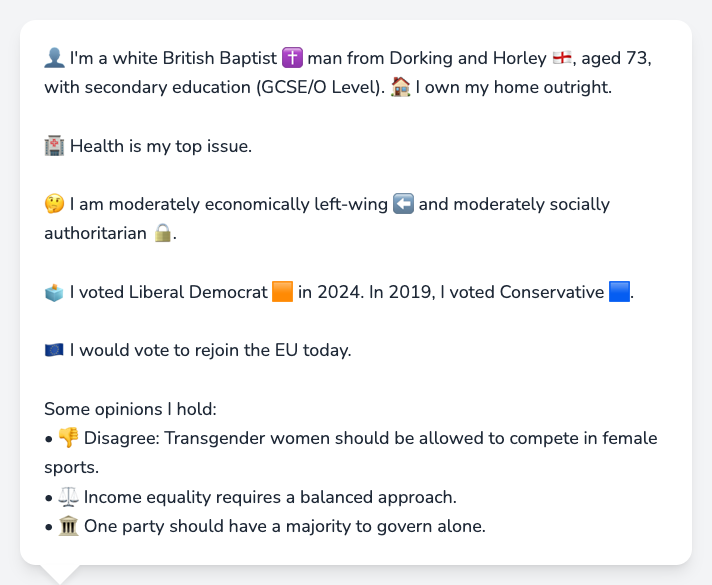 👤 I'm a white British Baptist ✝️ man from Dorking and Horley 🏴󠁧󠁢󠁥󠁮󠁧󠁿, aged 73,
with secondary education (GCSE/O Level). 🏠 I own my home outright.
🏥 Health is my top issue.
🤔 I am moderately economically left-wing ⬅️ and moderately socially
authoritarian 🔒.
🗳️ I voted Liberal Democrat 🟧 in 2024. In 2019, I voted Conservative 🟦.
🇪🇺 I would vote to rejoin the EU today.
Some opinions I hold:
• 👎 Disagree: Transgender women should be allowed to compete in female
sports.
• ⚖️ Income equality requires a balanced approach.
• 🏛️ One party should have a majority to govern alone.